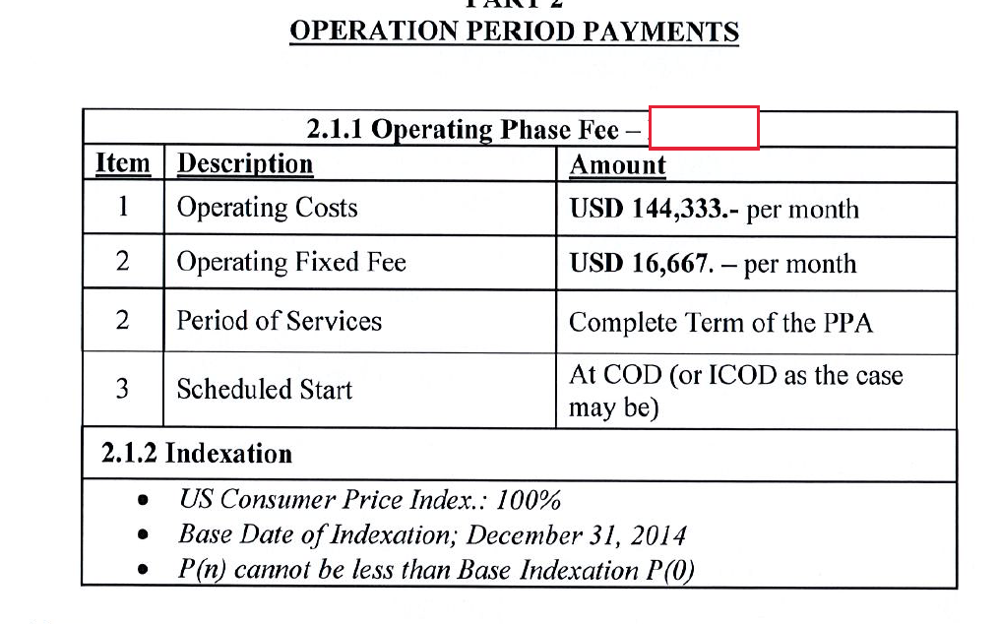 PART 2
OPERATION PERIOD PAYMENTS
2.1.1 Operating Phase Fee –
Item Description Amount
1 Operating Costs USD 144,333.- per month
2 Operating Fixed Fee USD 16,667. – per month
2 Period of Services Complete Term of the PPA
3 Scheduled Start At COD (or ICOD as the case
may be)
2.1.2 Indexation
• US Consumer Price Index.: 100%
• Base Date of Indexation; December 31, 2014
• P(n) cannot be less than Base Indexation P(0)